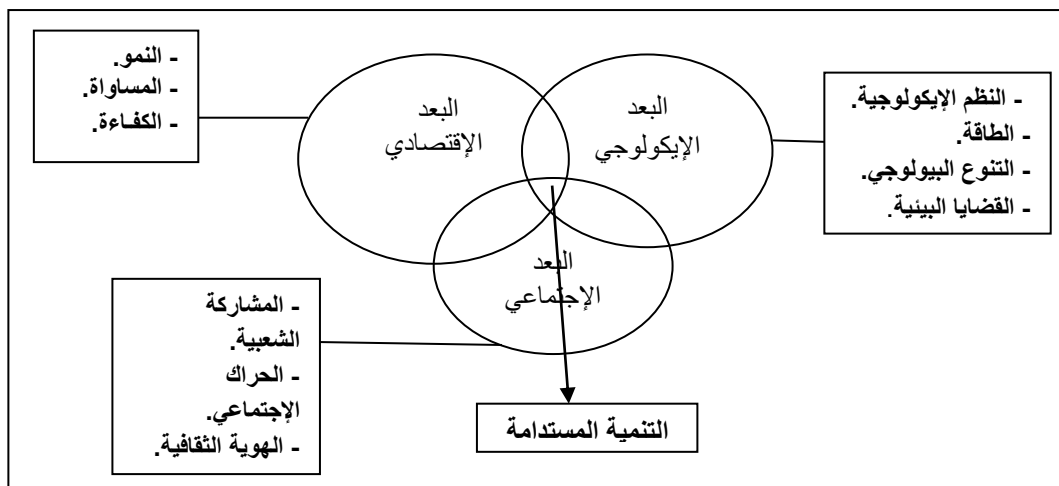 - النمو.
- المساواة.
- الكفاءة.
البعد
الإقتصادي
البعد
الإيكولوجي
- النظم الإيكولوجية.
- الطاقة.
- التنوع البيولوجي.
- القضايا البيئية.
البعد
الإجتماعي
- المشاركة
الشعبية.
- الحراك
الإجتماعي.
- الهوية الثقافية.
التنمية المستدامة